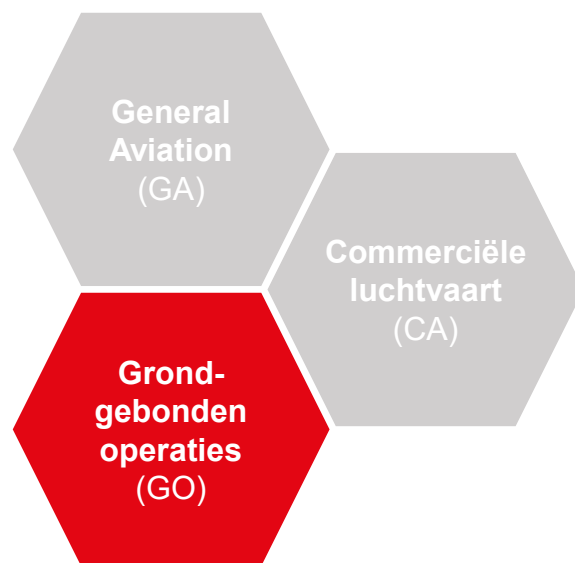 General
Aviation
(GA)
Commerciële
luchtvaart
(CA)
Grond-
gebonden
operaties
(GO)